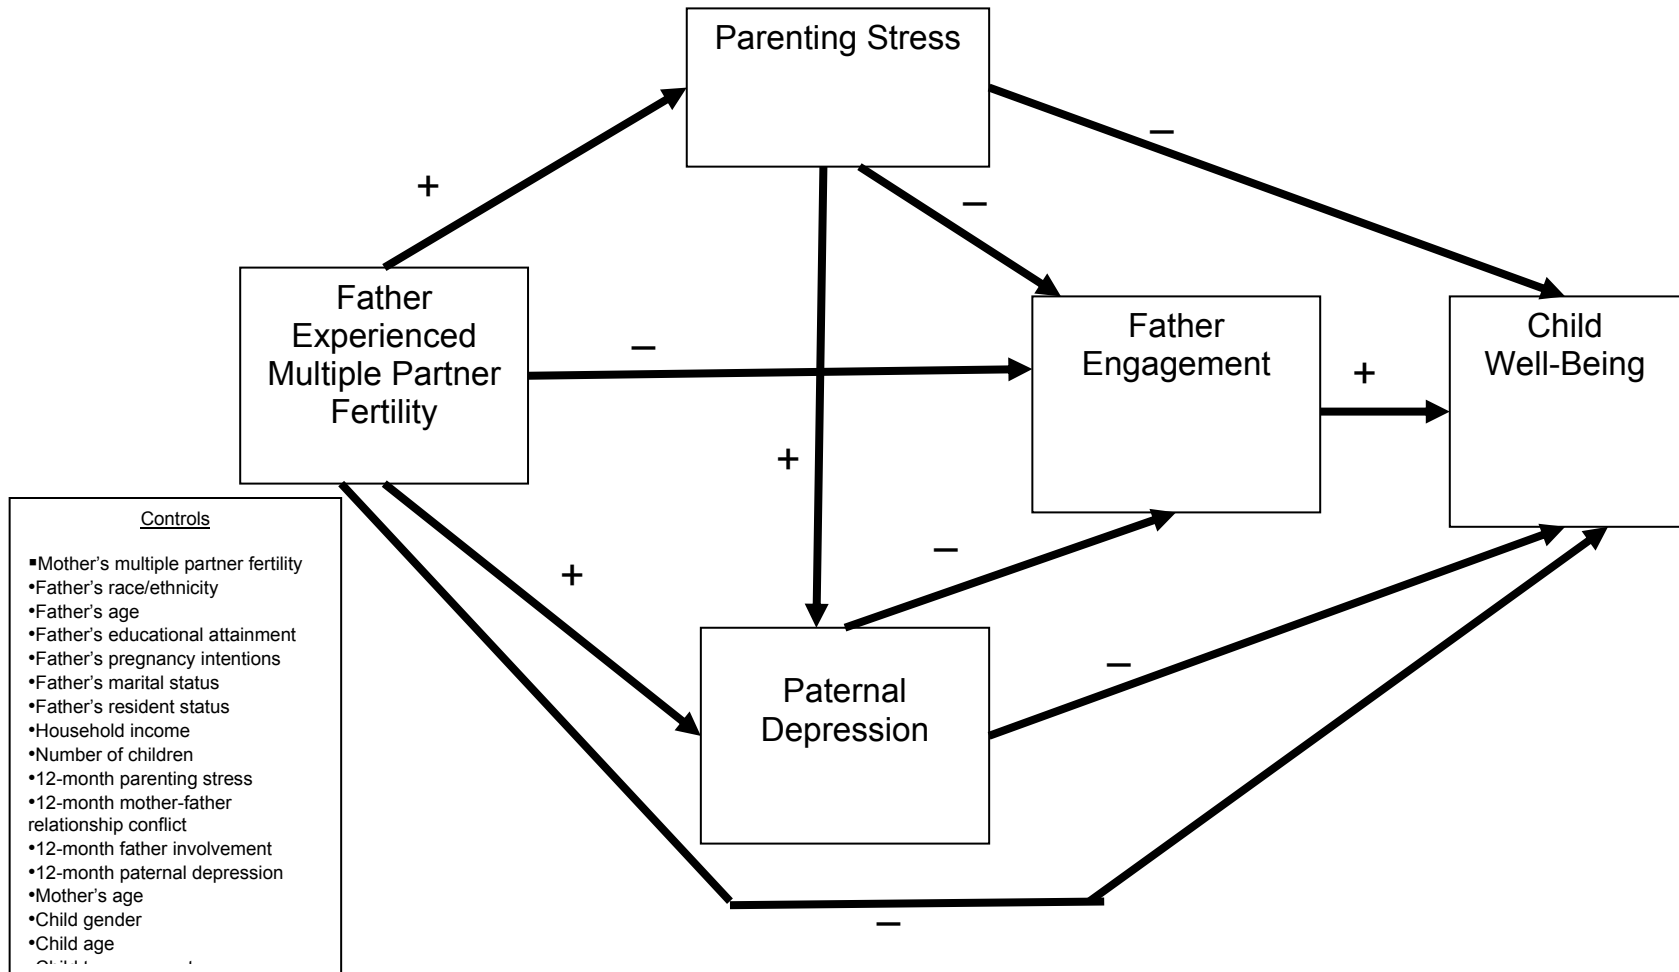 Parenting Stress
+
–
–
Father
Experienced
Multiple Partner
Fertility
–
Father
Engagement
+
Child
Well-Being
+
–
+
–
Paternal
Depression
–
Controls
▪Mother’s multiple partner fertility
•Father’s race/ethnicity
•Father’s age
•Father’s educational attainment
•Father’s pregnancy intentions
•Father’s marital status
•Father’s resident status
•Household income
•Number of children
•12-month parenting stress
•12-month mother-father
relationship conflict
•12-month father involvement
•12-month paternal depression
•Mother’s age
•Child gender
•Child age